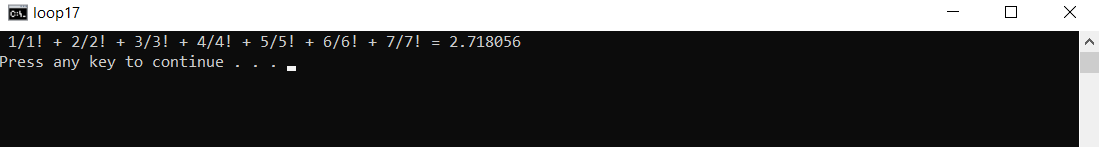 loop17
1/1! + 2/2! + 3/3! + 4/4! + 5/5! + 6/6! + 7/7! = 2.718056
Press any key to continue . . .